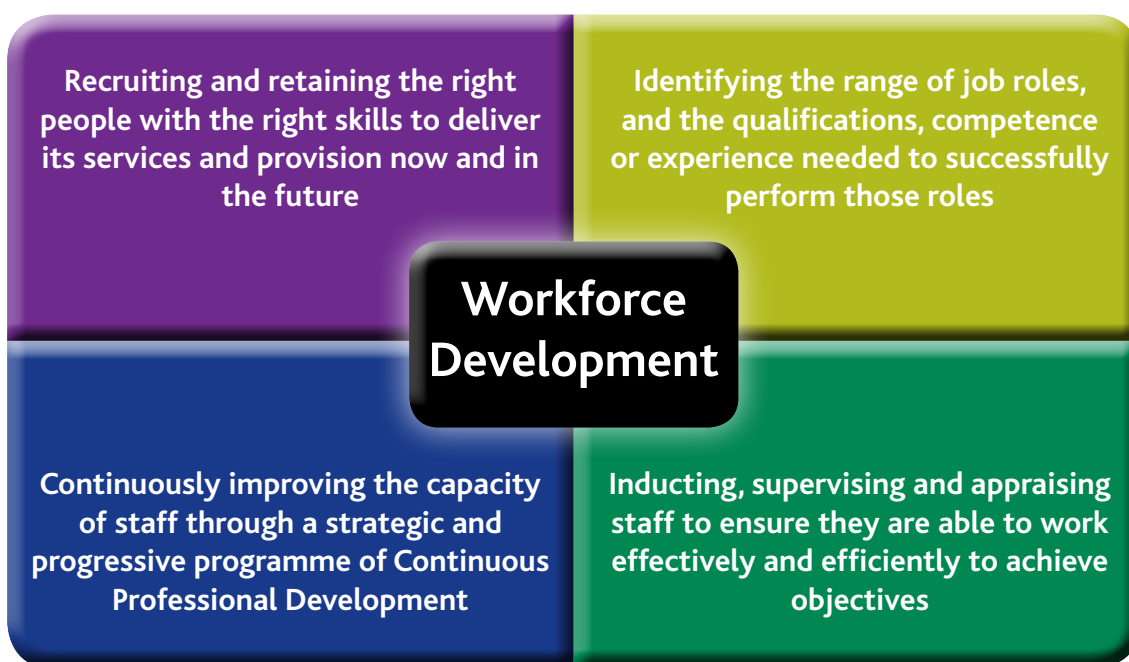 Recruiting and retaining the right
people with the right skills to deliver
its services and provision now and in
the future
Identifying the range of job roles,
and the qualifications, competence
or experience needed to successfully
perform those roles
Workforce
Development
Continuously improving the capacity
of staff through a strategic and
progressive programme of Continuous
Professional Development
Inducting, supervising and appraising
staff to ensure they are able to work
effectively and efficiently to achieve
objectives